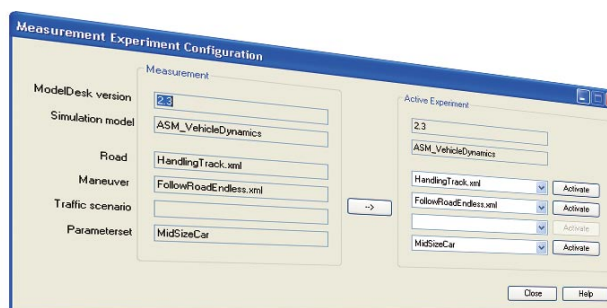 Measurement Experiment Configuration
Measurement
Active Experiment
ModelDesk version 2.3 2.3
Simulation model ASM_VehicleDynamics ASM_VehicleDynamics
Road HandlingTrack.xml HandlingTrack.xml Activate
Maneuver FollowRoadEndless.xml --> FollowRoadEndless.xml Activate
Traffic scenario Activate
Parameterset MidSizeCar MidSizeCar Activate
Close Help